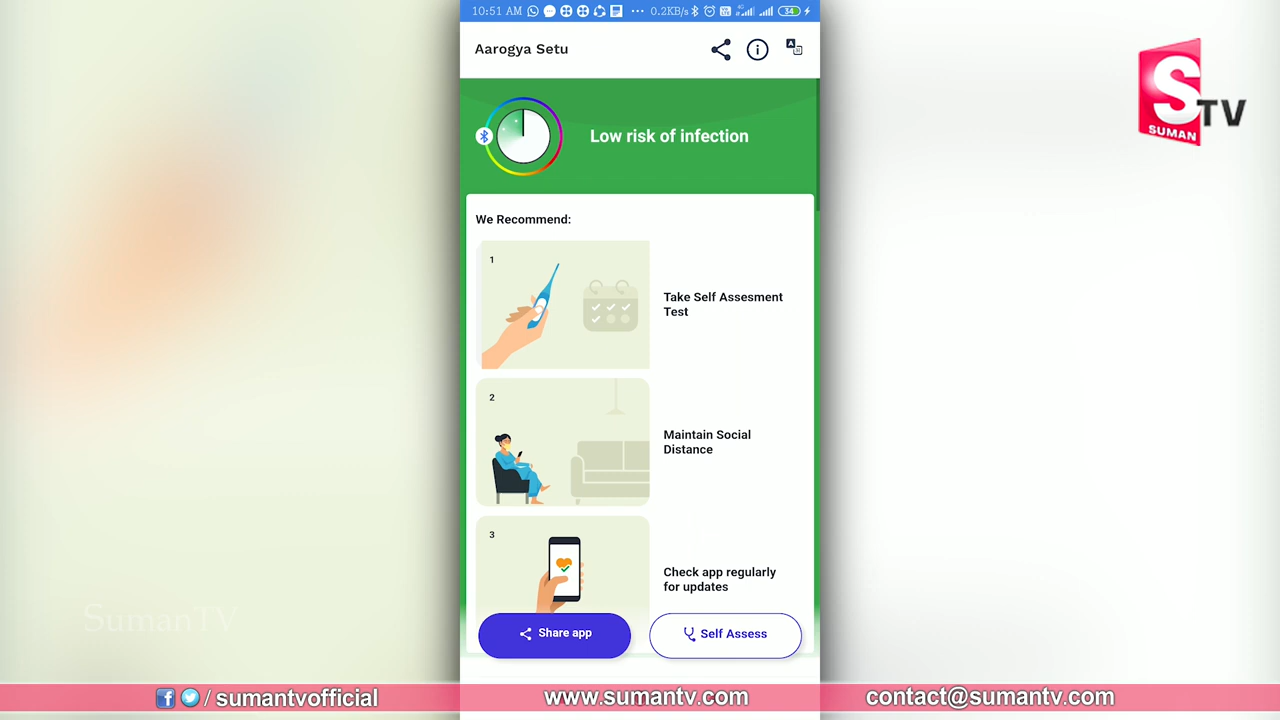 10:51 AM
0.2KB/s
4G
34
Aarogya Setu
S
TV
SUMAN
Low risk of infection
We Recommend:
1
Take Self Assesment
Test
2
Maintain Social
Distance
3
Check app regularly
for updates
Share app
Self Assess
SumanTV
/ sumantvofficial
www.sumantv.com
contact@sumantv.com